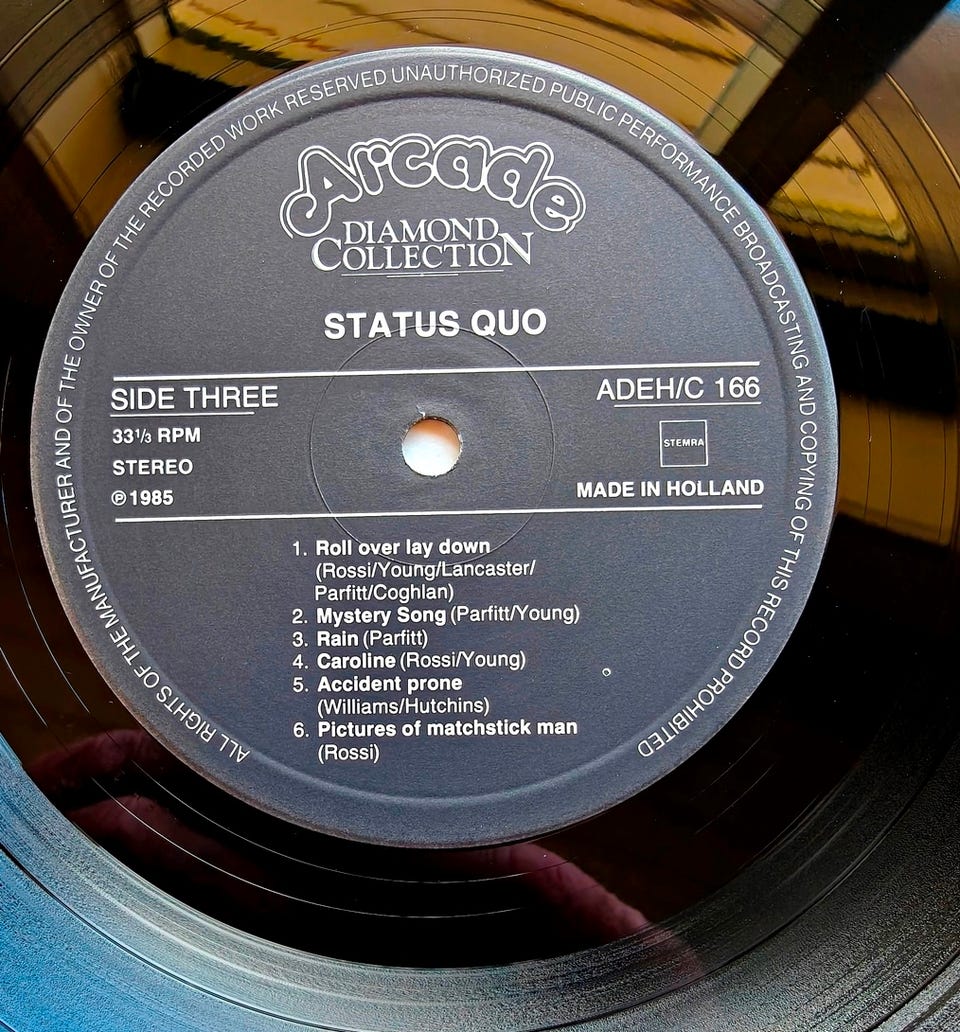 ALL RIGHTS OF THE MANUFACTURER AND OF THE OWNER OF THE RECORDED WORK RESERVED UNAUTHORIZED PUBLIC PERFORMANCE BROADCASTING AND COPYING OF THIS RECORD PROHIBITED
Arcade
DIAMOND
COLLECTION
STATUS QUO
SIDE THREE
ADEH/C 166
33 1/3 RPM
STEMRA
STEREO
℗ 1985
MADE IN HOLLAND
1. Roll over lay down
(Rossi/Young/Lancaster/
Parfitt/Coghlan)
2. Mystery Song (Parfitt/Young)
3. Rain (Parfitt)
4. Caroline (Rossi/Young)
5. Accident prone
(Williams/Hutchins)
6. Pictures of matchstick man
(Rossi)